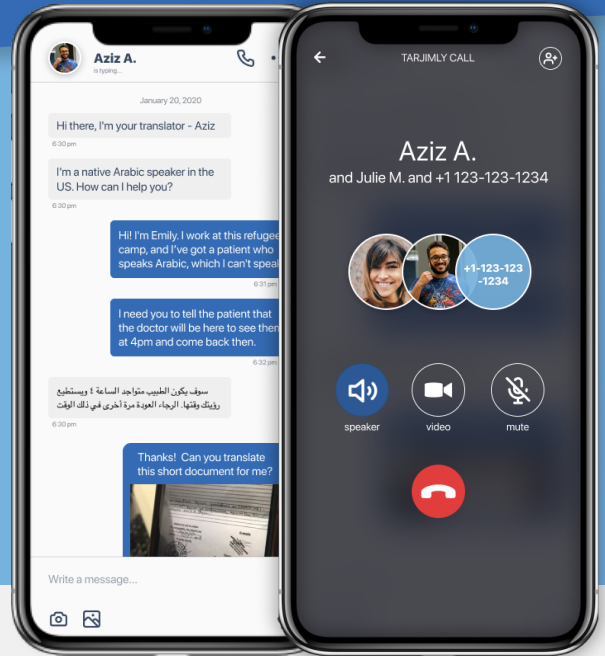 Aziz A.
is typing...
January 20, 2020
Hi there, I'm your translator - Aziz
6:30 pm
I'm a native Arabic speaker in the
US. How can I help you?
6:30 pm
Hi! I'm Emily. I work at this refugee
camp, and I've got a patient who
speaks Arabic, which I can't
6:31 pm
I need you to tell the patient that
the doctor will be here to see
at 4pm and come back then.
6:32 pm
سوف يكون الطبيب متواجد الساعة ٤ ويستطيع
رؤيتك وقتها. الرجاء العودة مرة أخرى في ذلك الوقت
6:30 pm
Thanks! Can you translate
this short document for me?
Write a message...
TARJIMLY CALL
Aziz A.
and Julie M. and +1 123-123-1234
+1-123-123
-1234
speaker
video
mute